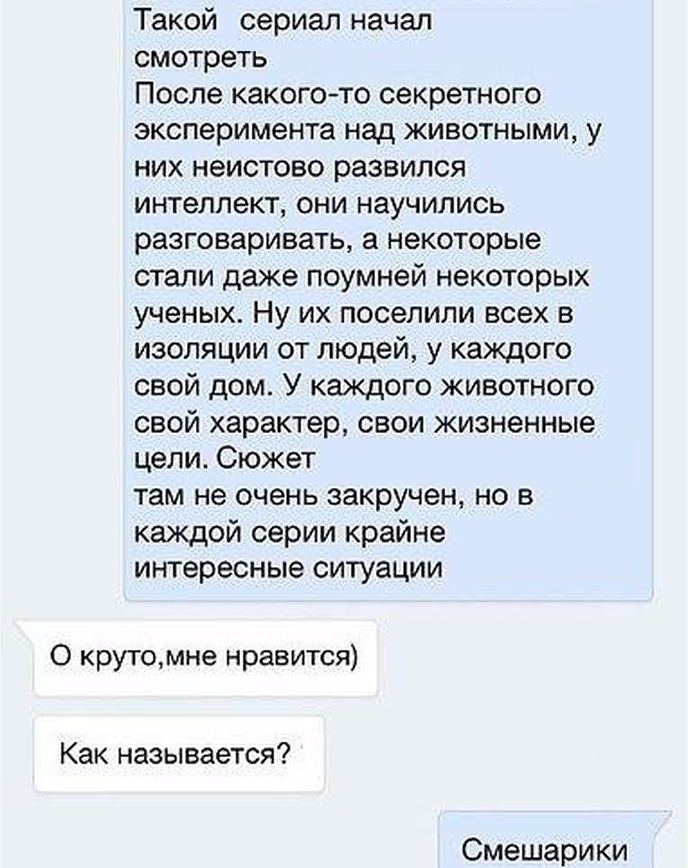 Такой сериал начал
смотреть
После какого-то секретного
эксперимента над животными, у
них неистово развился
интеллект, они научились
разговаривать, а некоторые
стали даже поумней некоторых
ученых. Ну их поселили всех в
изоляции от людей, у каждого
свой дом. У каждого животного
свой характер, свои жизненные
цели. Сюжет
там не очень закручен, но в
каждой серии крайне
интересные ситуации
О круто,мне нравится)
Как называется?
Смешарики